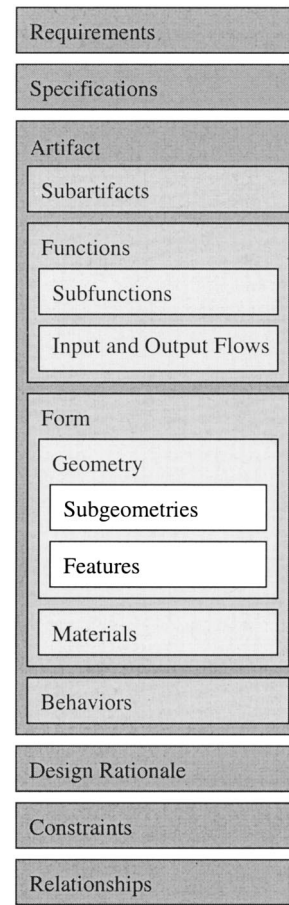 Requirements
Specifications
Artifact
Subartifacts
Functions
Subfunctions
Input and Output Flows
Form
Geometry
Subgeometries
Features
Materials
Behaviors
Design Rationale
Constraints
Relationships